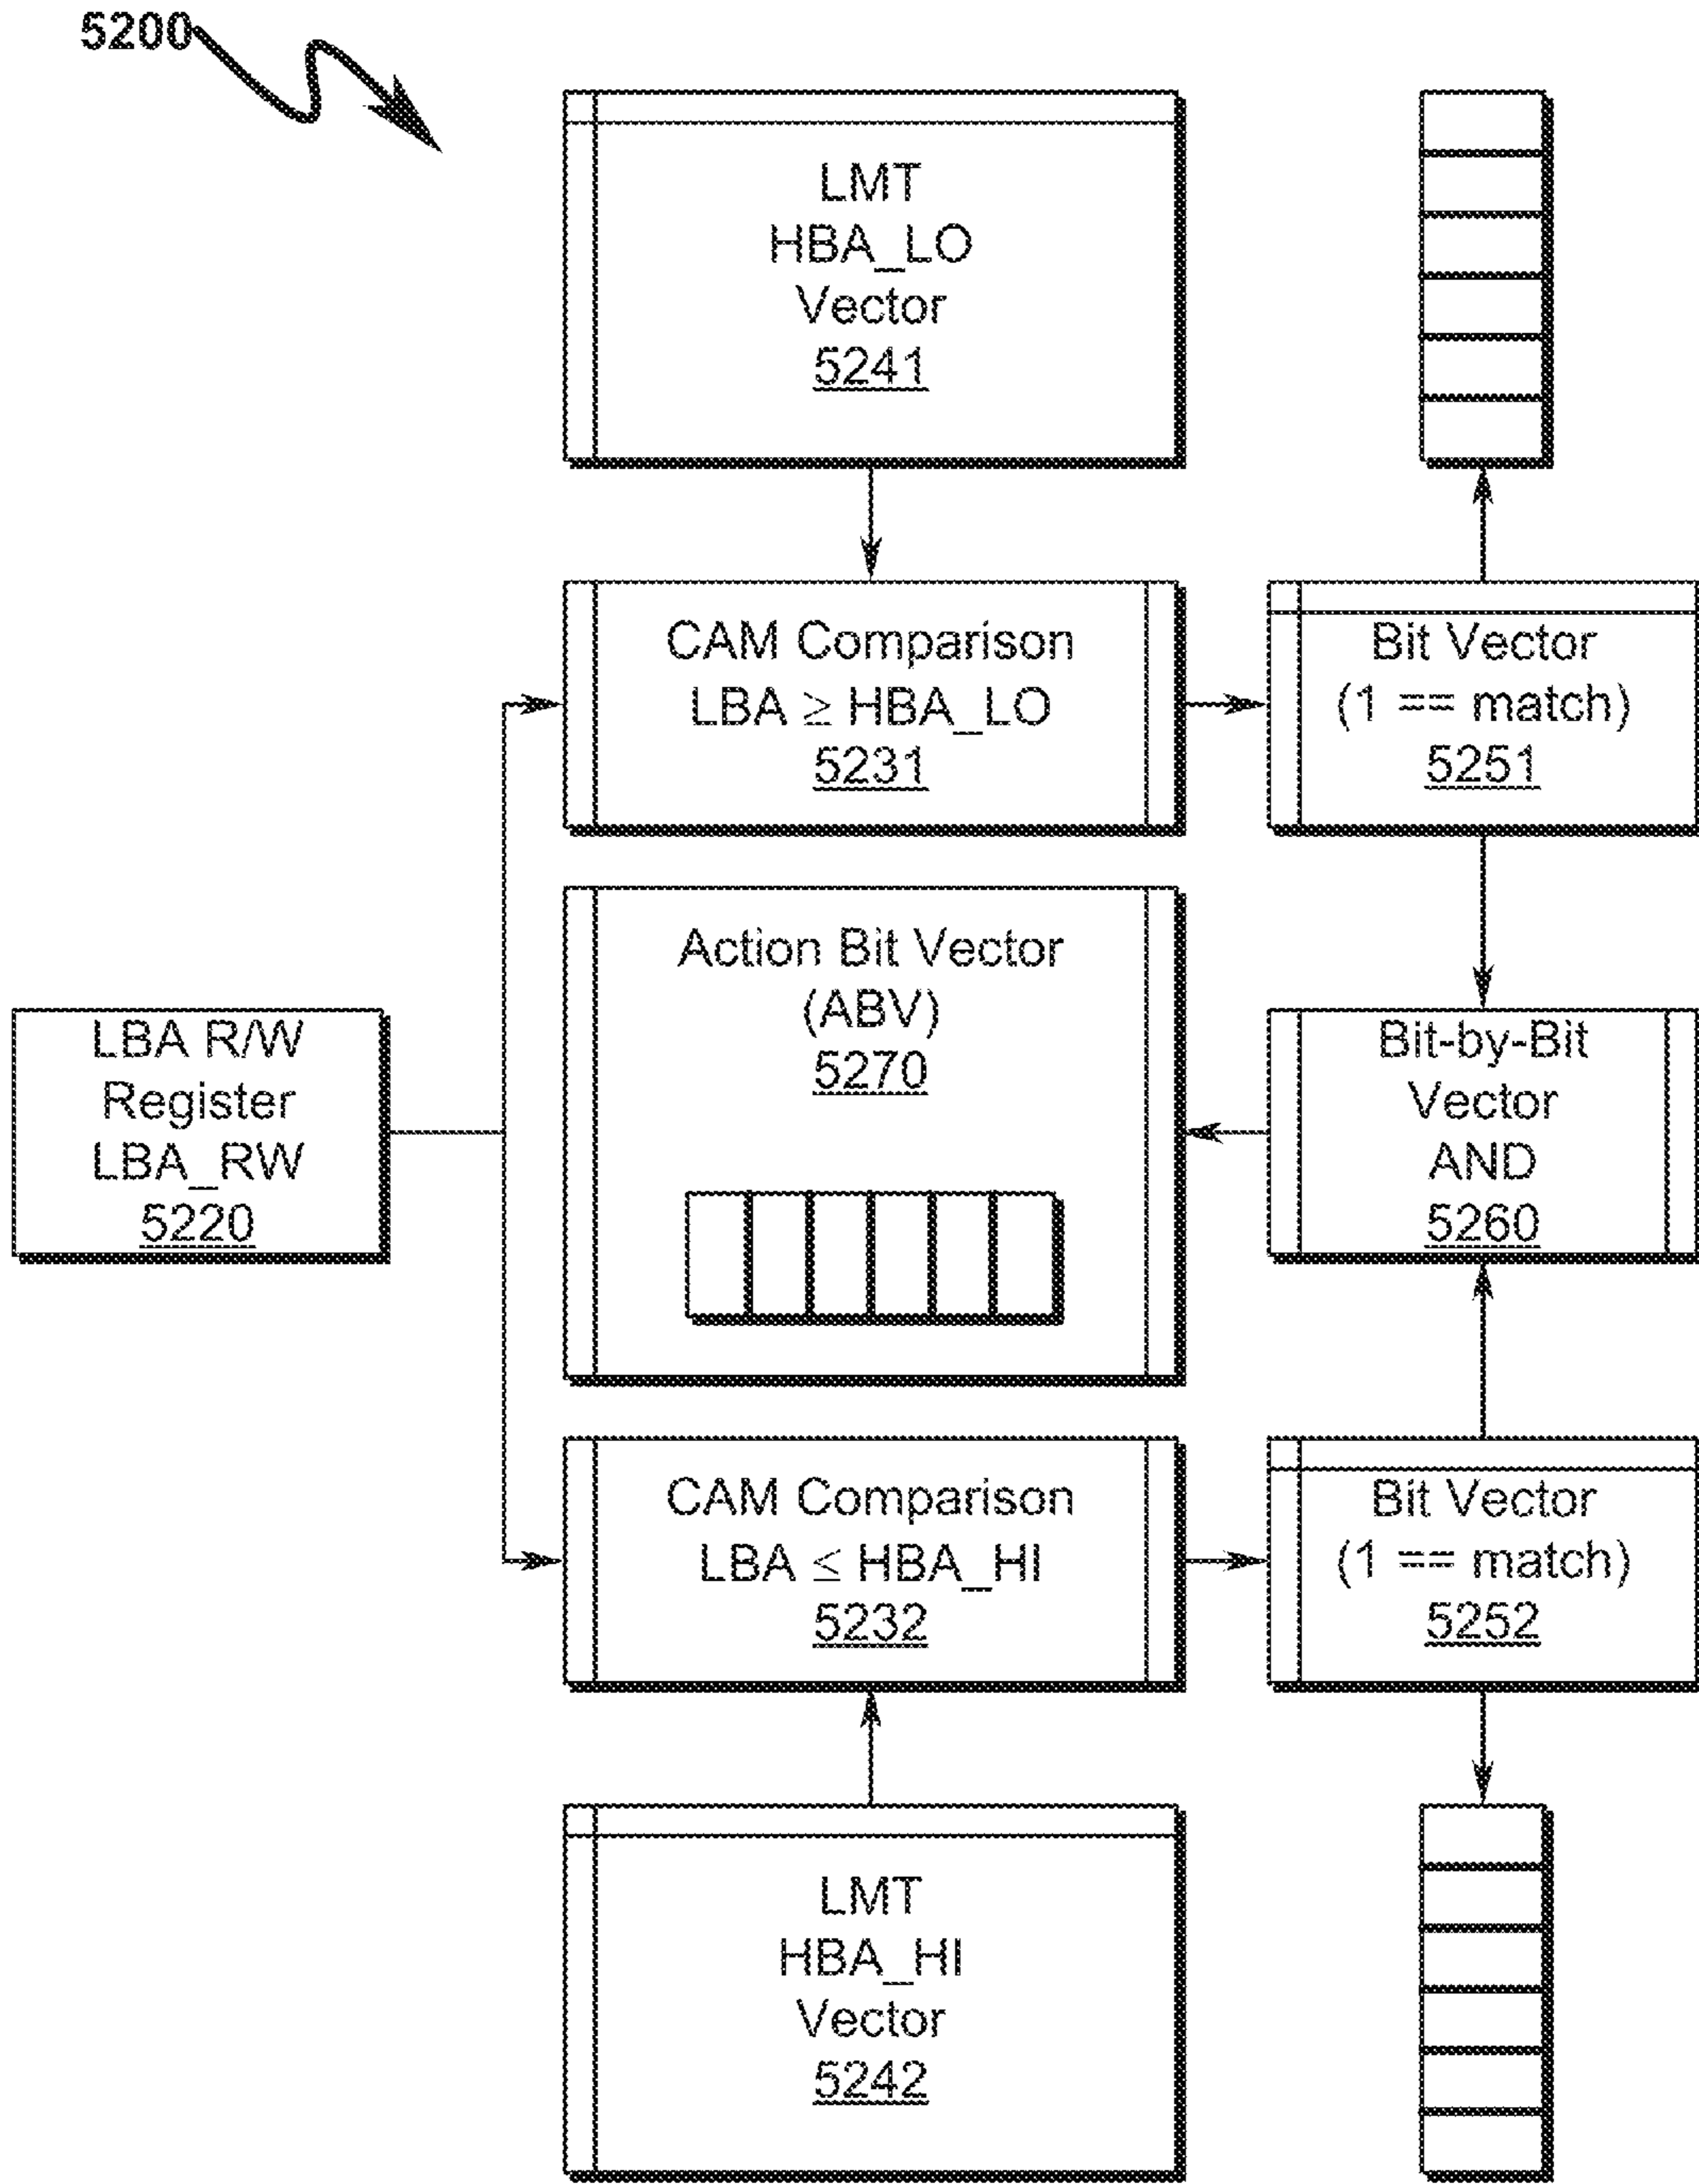 5200
LMT
HBA_LO
Vector
5241
CAM Comparison
LBA ≥ HBA_LO
5231
Bit Vector
(1 == match)
5251
Action Bit Vector
(ABV)
5270
LBA R/W
Register
LBA_RW
5220
Bit-by-Bit
Vector
AND
5260
CAM Comparison
LBA ≤ HBA_HI
5232
Bit Vector
(1 == match)
5252
LMT
HBA_HI
Vector
5242